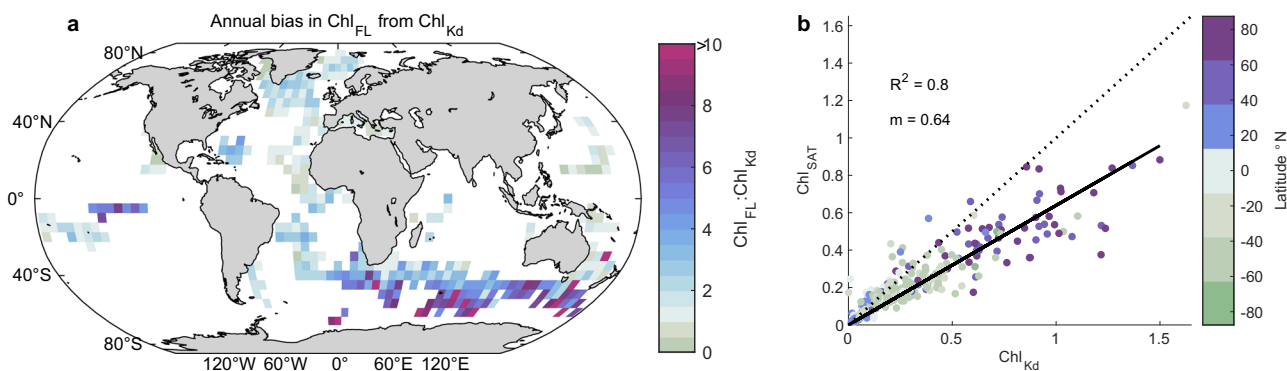 a
Annual bias in Chl_FL from Chl_Kd
80°N
40°N
0°
40°S
80°S
120°W 60°W 0° 60°E 120°E
>10
8
6
4
2
0
Chl_FL:Chl_Kd
b
R² = 0.8
m = 0.64
1.6
1.4
1.2
1
0.8
0.6
0.4
0.2
0
Chl_SAT
0 0.5 1 1.5
Chl_Kd
80
60
40
20
0
-20
-40
-60
-80
Latitude °N